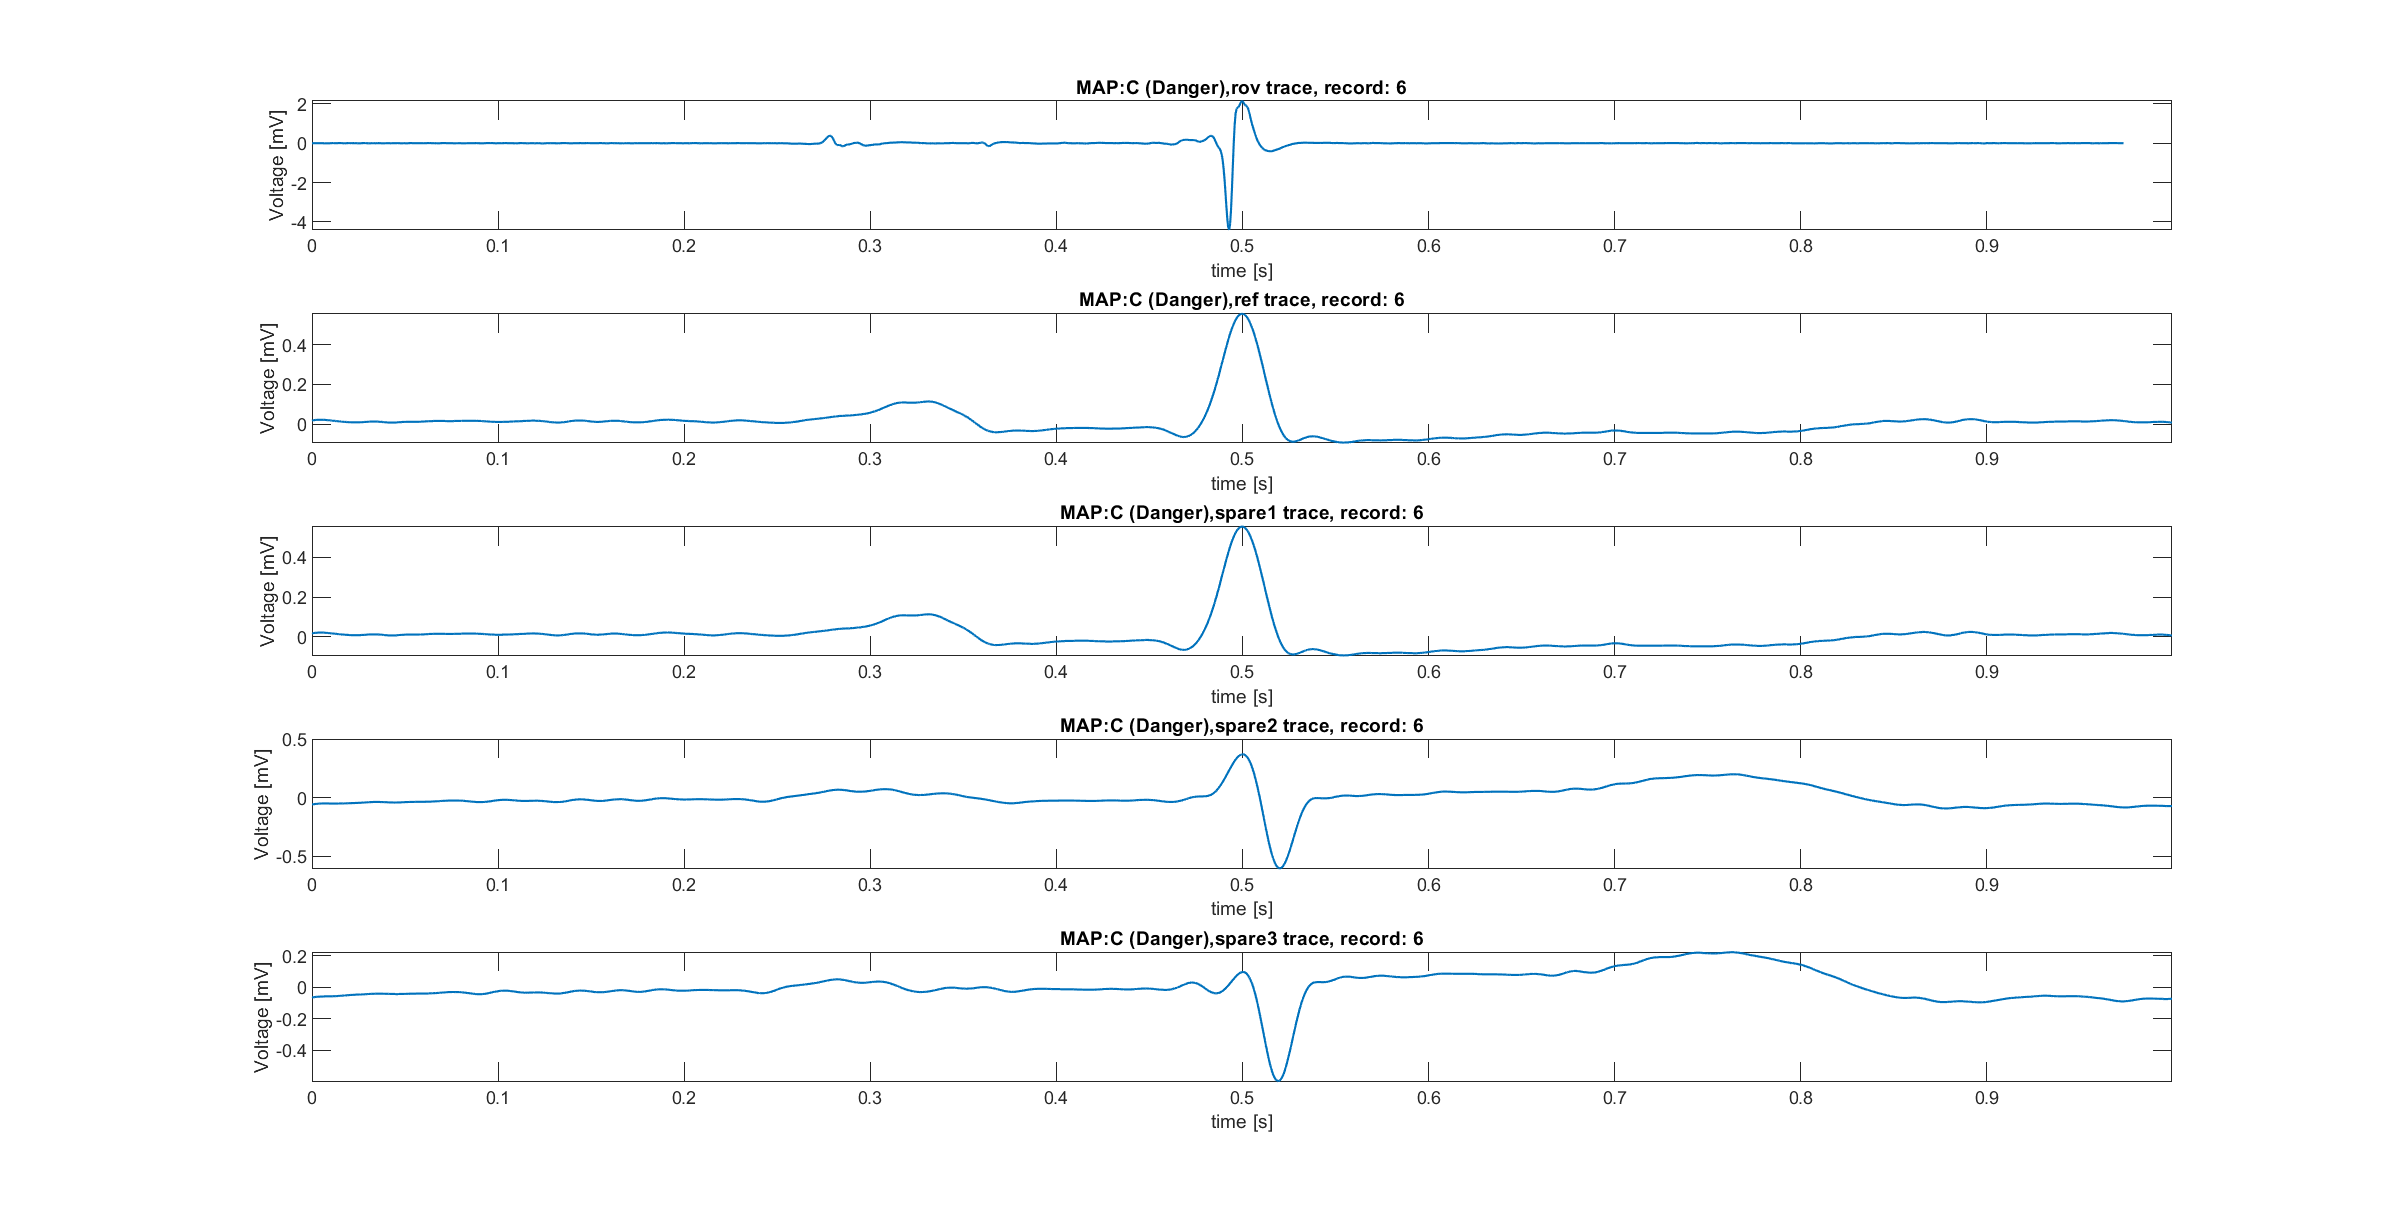 MAP:C (Danger),rov trace, record: 6
Voltage [mV]
2
0
-2
-4
0 0.1 0.2 0.3 0.4 0.5 0.6 0.7 0.8 0.9
time [s]
MAP:C (Danger),ref trace, record: 6
Voltage [mV]
0.4
0.2
0
0 0.1 0.2 0.3 0.4 0.5 0.6 0.7 0.8 0.9
time [s]
MAP:C (Danger),spare1 trace, record: 6
Voltage [mV]
0.4
0.2
0
0 0.1 0.2 0.3 0.4 0.5 0.6 0.7 0.8 0.9
time [s]
MAP:C (Danger),spare2 trace, record: 6
Voltage [mV]
0.5
0
-0.5
0 0.1 0.2 0.3 0.4 0.5 0.6 0.7 0.8 0.9
time [s]
MAP:C (Danger),spare3 trace, record: 6
Voltage [mV]
0.2
0
-0.2
-0.4
0 0.1 0.2 0.3 0.4 0.5 0.6 0.7 0.8 0.9
time [s]